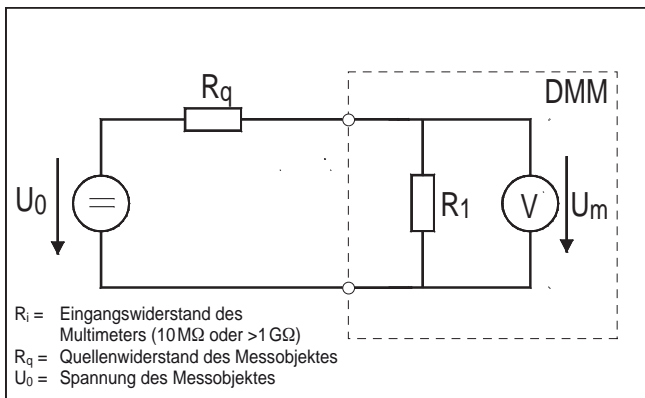 DMM
Rq
U0
R1
V
Um
Ri = Eingangswiderstand des
Multimeters (10 MΩ oder >1 GΩ)
Rq = Quellenwiderstand des Messobjektes
U0 = Spannung des Messobjektes